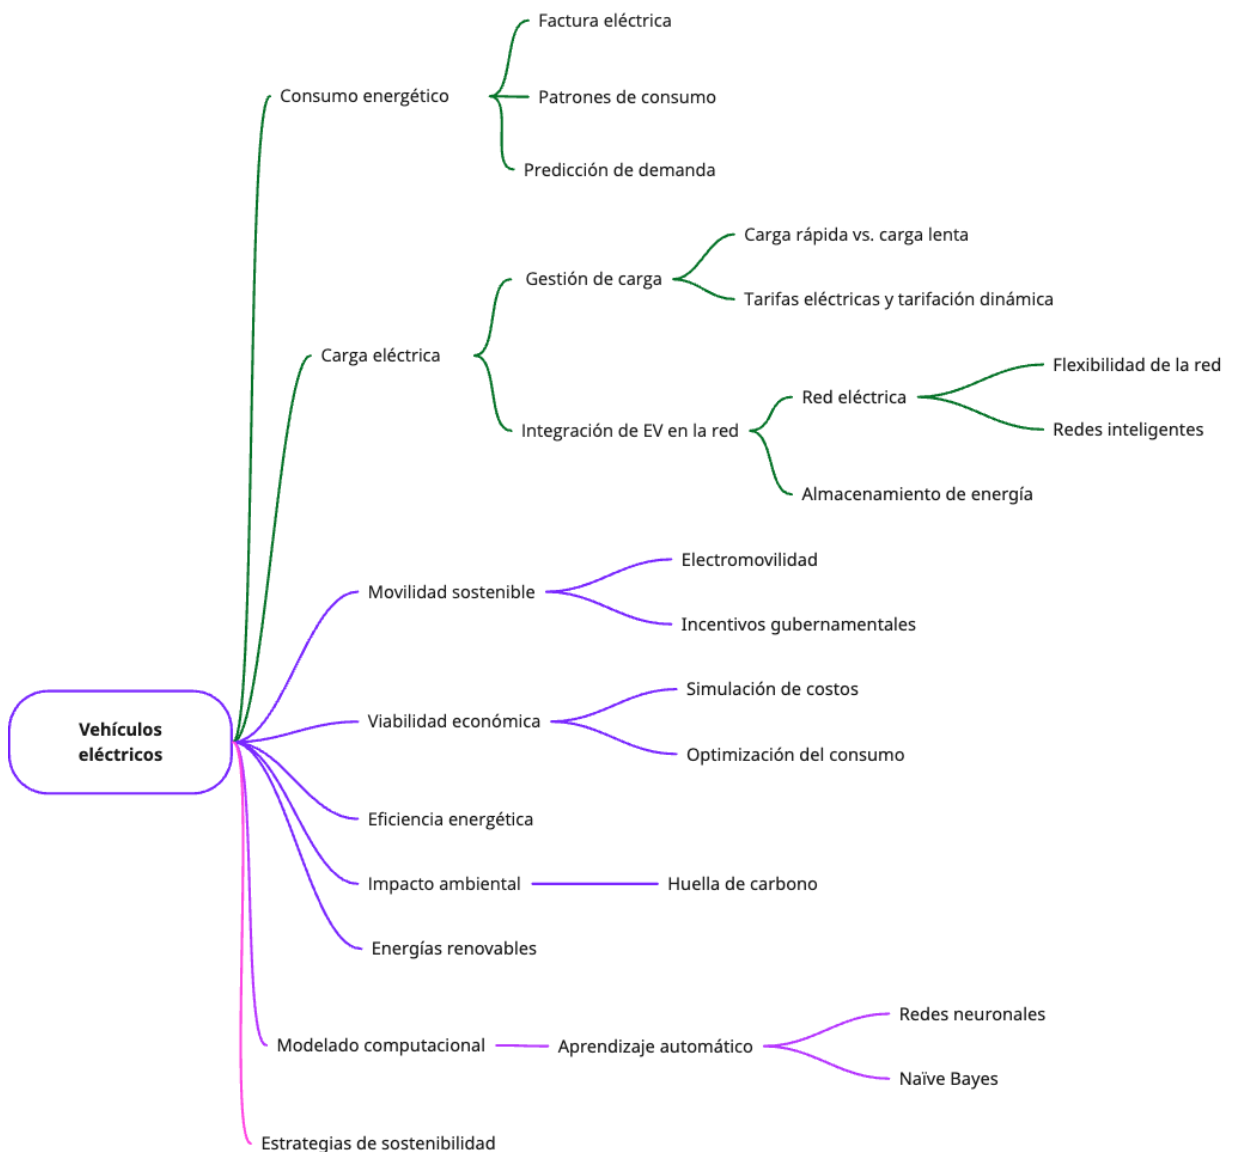 Factura eléctrica
Consumo energético
Patrones de consumo
Predicción de demanda
Carga rápida vs. carga lenta
Gestión de carga
Tarifas eléctricas y tarifación dinámica
Carga eléctrica
Flexibilidad de la red
Red eléctrica
Integración de EV en la red
Redes inteligentes
Almacenamiento de energía
Electromovilidad
Movilidad sostenible
Incentivos gubernamentales
Simulación de costos
Viabilidad económica
Optimización del consumo
Vehículos
eléctricos
Eficiencia energética
Impacto ambiental
Huella de carbono
Energías renovables
Redes neuronales
Modelado computacional
Aprendizaje automático
Naïve Bayes
Estrategias de sostenibilidad